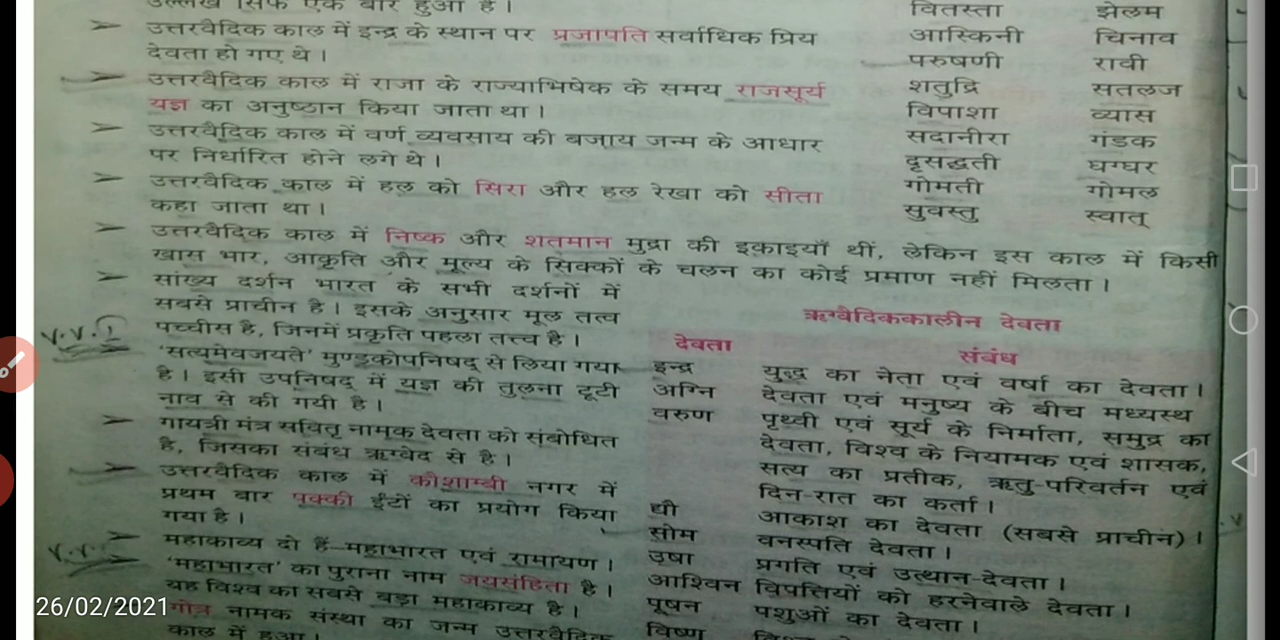 उल्लेख सिर्फ एक बार हुआ है।
➢ उत्तरवैदिक काल में इन्द्र के स्थान पर प्रजापति सर्वाधिक प्रिय
देवता हो गए थे।
➢ उत्तरवैदिक काल में राजा के राज्याभिषेक के समय राजसूर्य
यज्ञ का अनुष्ठान किया जाता था।
➢ उत्तरवैदिक काल में वर्ण व्यवसाय की बजाय जन्म के आधार
पर निर्धारित होने लगे थे।
➢ उत्तरवैदिक काल में हल को सिरा और हल रेखा को सीता
कहा जाता था।
वितस्ता झेलम
आस्किनी चिनाव
परुषणी रावी
शतुद्रि सतलज
विपाशा व्यास
सदानीरा गंडक
दृसद्धती घग्घर
गोमती गोमल
सुवस्तु स्वात्
➢ उत्तरवैदिक काल में निष्क और शतमान मुद्रा की इकाइयाँ थीं, लेकिन इस काल में किसी
खास भार, आकृति और मूल्य के सिक्कों के चलन का कोई प्रमाण नहीं मिलता।
➢ सांख्य दर्शन भारत के सभी दर्शनों में
सबसे प्राचीन है। इसके अनुसार मूल तत्व
पच्चीस है, जिनमें प्रकृति पहला तत्त्व है।
'सत्यमेवजयते' मुण्डकोपनिषद् से लिया गया
है। इसी उपनिषद् में यज्ञ की तुलना टूटी
नाव से की गयी है।
➢ गायत्री मंत्र सवितृ नामक देवता को संबोधित
है, जिसका संबंध ऋग्वेद से है।
➢ उत्तरवैदिक काल में कौशाम्बी नगर में
प्रथम बार पक्की ईंटों का प्रयोग किया
गया है।
➢ महाकाव्य दो हैं—महाभारत एवं रामायण।
'महाभारत' का पुराना नाम जयसंहिता है।
यह विश्व का सबसे बड़ा महाकाव्य है।
गोत्र नामक संस्था का जन्म उत्तरवैदिक
काल में हुआ।
ऋग्वैदिककालीन देवता
देवता संबंध
इन्द्र युद्ध का नेता एवं वर्षा का देवता।
अग्नि देवता एवं मनुष्य के बीच मध्यस्थ
वरुण पृथ्वी एवं सूर्य के निर्माता, समुद्र का
देवता, विश्व के नियामक एवं शासक,
सत्य का प्रतीक, ऋतु-परिवर्तन एवं
दिन-रात का कर्ता।
द्यौ आकाश का देवता (सबसे प्राचीन)।
सोम वनस्पति देवता।
उषा प्रगति एवं उत्थान-देवता।
आश्विन विपत्तियों को हरनेवाले देवता।
पूषन पशुओं का देवता।
विष्णु
26/02/2021